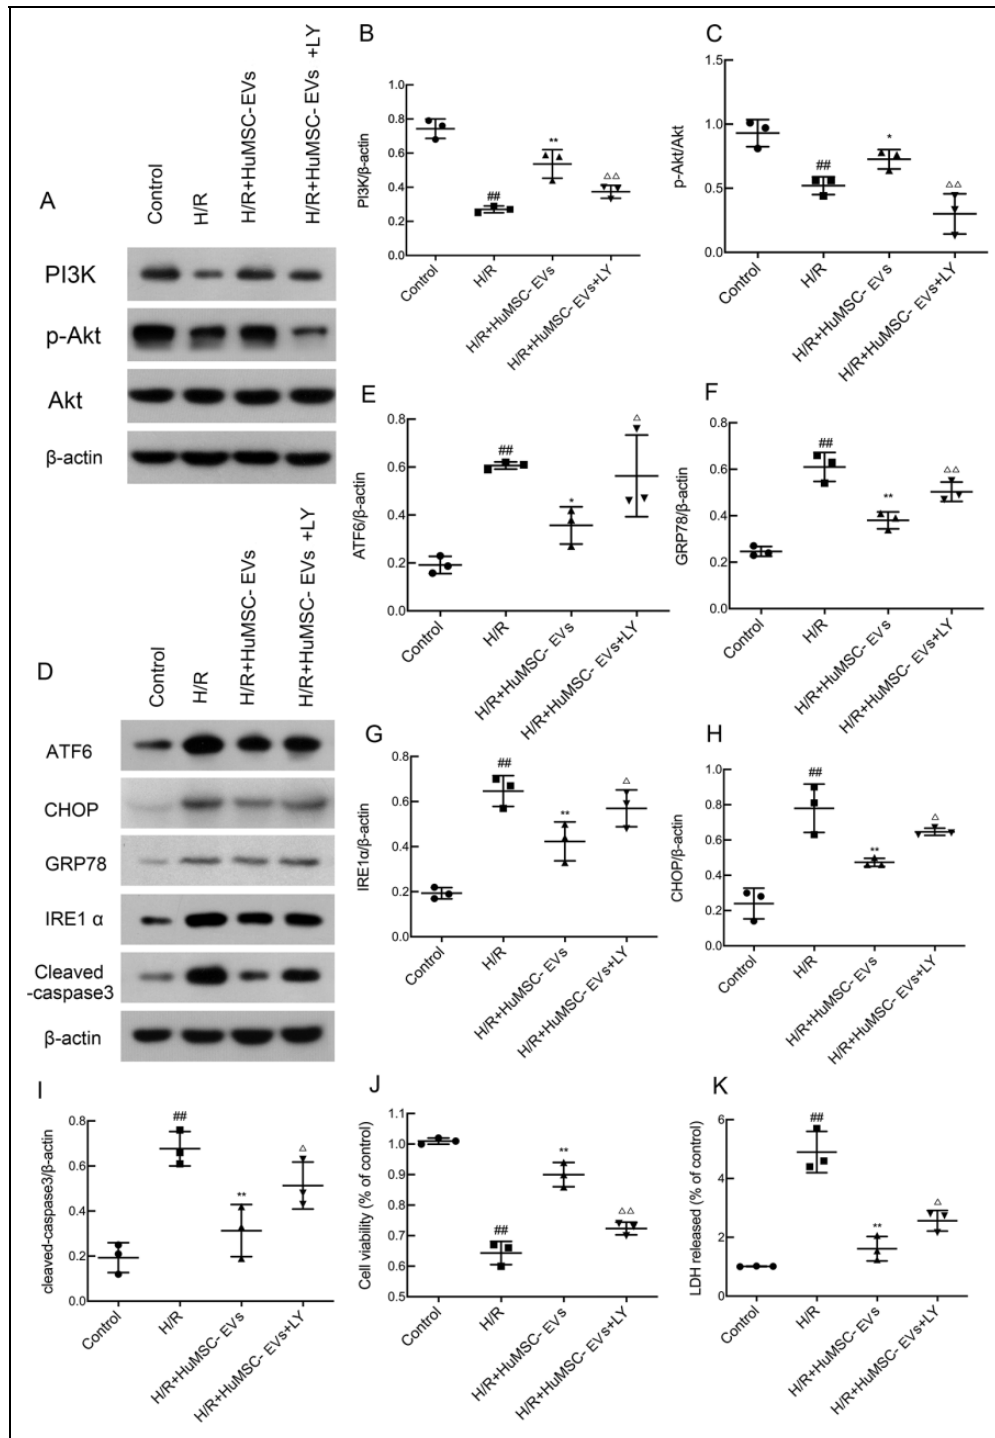 A
Control
H/R
H/R+HuMSC-EVs
H/R+HuMSC- EVs +LY
PI3K
p-Akt
Akt
β-actin
B
PI3K/β-actin
1.0
0.8
0.6
0.4
0.2
0.0
##
**
△△
Control
H/R
H/R+HuMSC- EVs
H/R+HuMSC- EVs+LY
C
p-Akt/Akt
1.5
1.0
0.5
0.0
##
*
△△
Control
H/R
H/R+HuMSC- EVs
H/R+HuMSC- EVs+LY
D
Control
H/R
H/R+HuMSC- EVs
H/R+HuMSC- EVs +LY
ATF6
CHOP
GRP78
IRE1 α
Cleaved
-caspase3
β-actin
E
ATF6/β-actin
0.8
0.6
0.4
0.2
0.0
##
*
△
Control
H/R
H/R+HuMSC- EVs
H/R+HuMSC- EVs+LY
F
GRP78/β-actin
0.8
0.6
0.4
0.2
0.0
##
**
△△
Control
H/R
H/R+HuMSC- EVs
H/R+HuMSC- EVs+LY
G
IRE1α/β-actin
0.8
0.6
0.4
0.2
0.0
##
**
△
Control
H/R
H/R+HuMSC- EVs
H/R+HuMSC- EVs+LY
H
CHOP/β-actin
1.0
0.8
0.6
0.4
0.2
0.0
##
**
△
Control
H/R
H/R+HuMSC- EVs
H/R+HuMSC- EVs+LY
I
cleaved-caspase3/β-actin
0.8
0.6
0.4
0.2
0.0
##
**
△
Control
H/R
H/R+HuMSC- EVs
H/R+HuMSC- EVs+LY
J
Cell viability (% of control)
1.1
1.0
0.9
0.8
0.7
0.6
0.5
##
**
△△
Control
H/R
H/R+HuMSC- EVs
H/R+HuMSC- EVs+LY
K
LDH released (% of control)
6
4
2
0
##
**
△
Control
H/R
H/R+HuMSC- EVs
H/R+HuMSC- EVs+LY